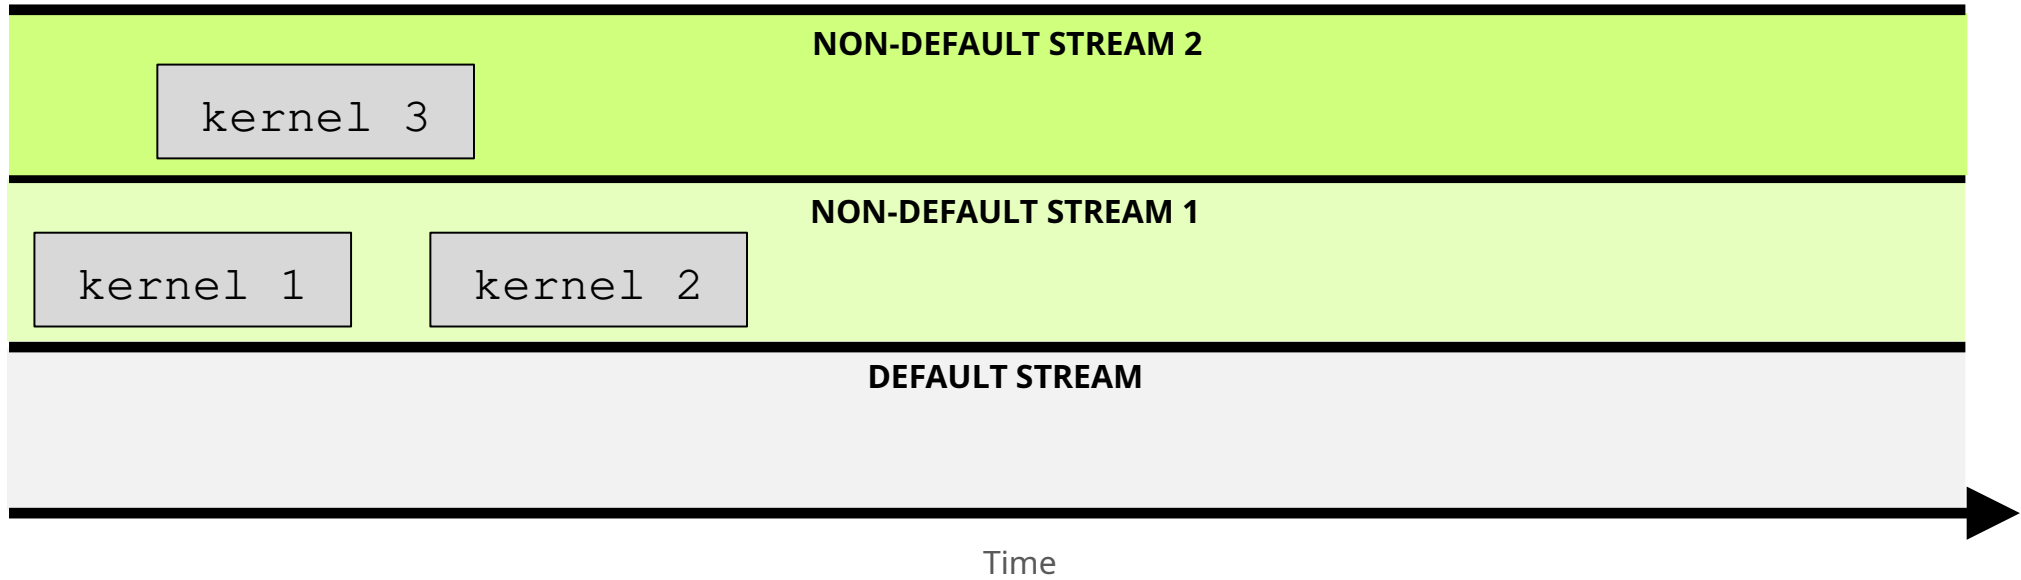 NON-DEFAULT STREAM 2
kernel 3
NON-DEFAULT STREAM 1
kernel 1
kernel 2
DEFAULT STREAM
Time